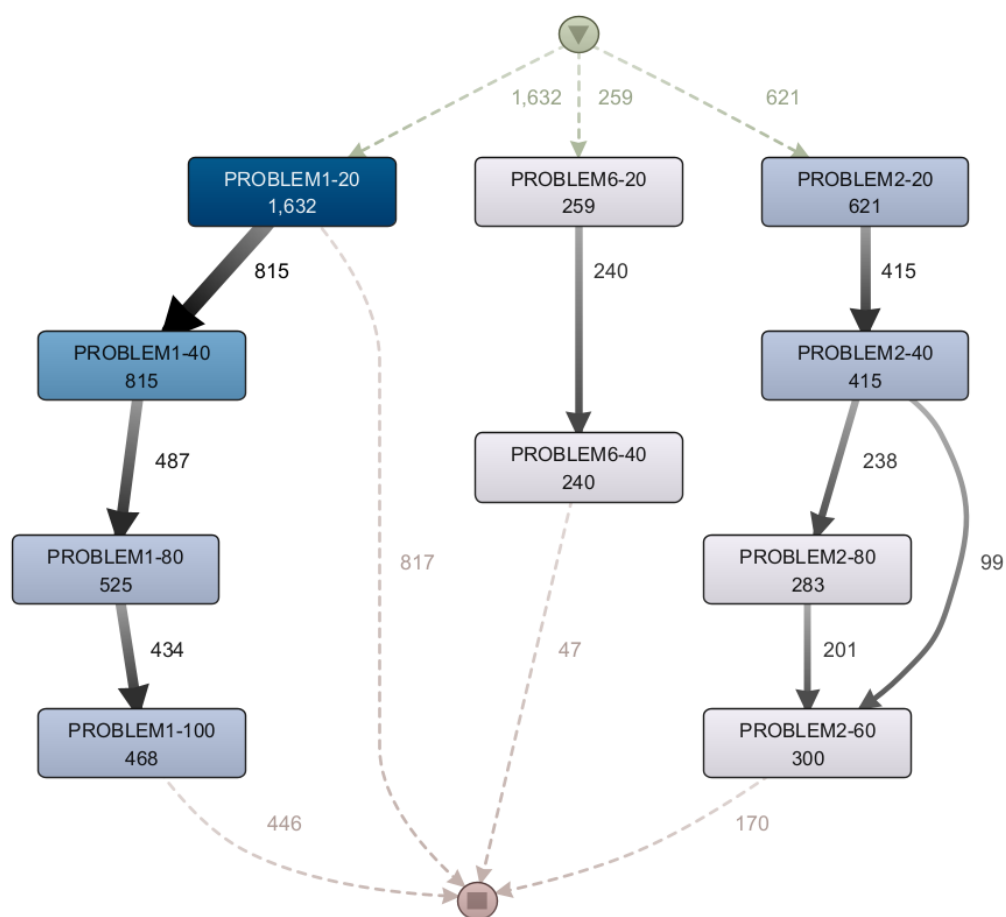 1,632
259
621
PROBLEM1-20
1,632
PROBLEM6-20
259
PROBLEM2-20
621
815
240
415
PROBLEM1-40
815
PROBLEM2-40
415
487
PROBLEM6-40
240
238
PROBLEM1-80
525
817
PROBLEM2-80
283
99
434
47
201
PROBLEM1-100
468
PROBLEM2-60
300
446
170